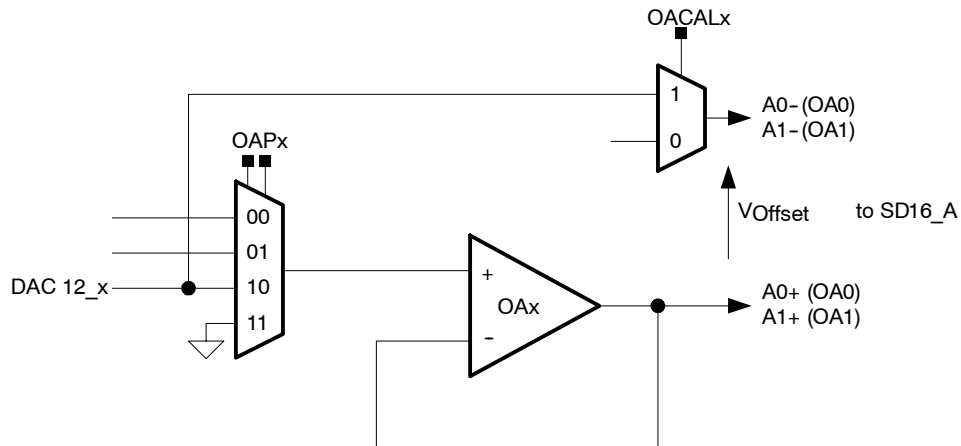 OACALx
1
A0-(OA0)
A1-(OA1)
0
OAPx
VOffset to SD16_A
00
01
DAC 12_x
10
11
+
OAx
-
A0+ (OA0)
A1+ (OA1)